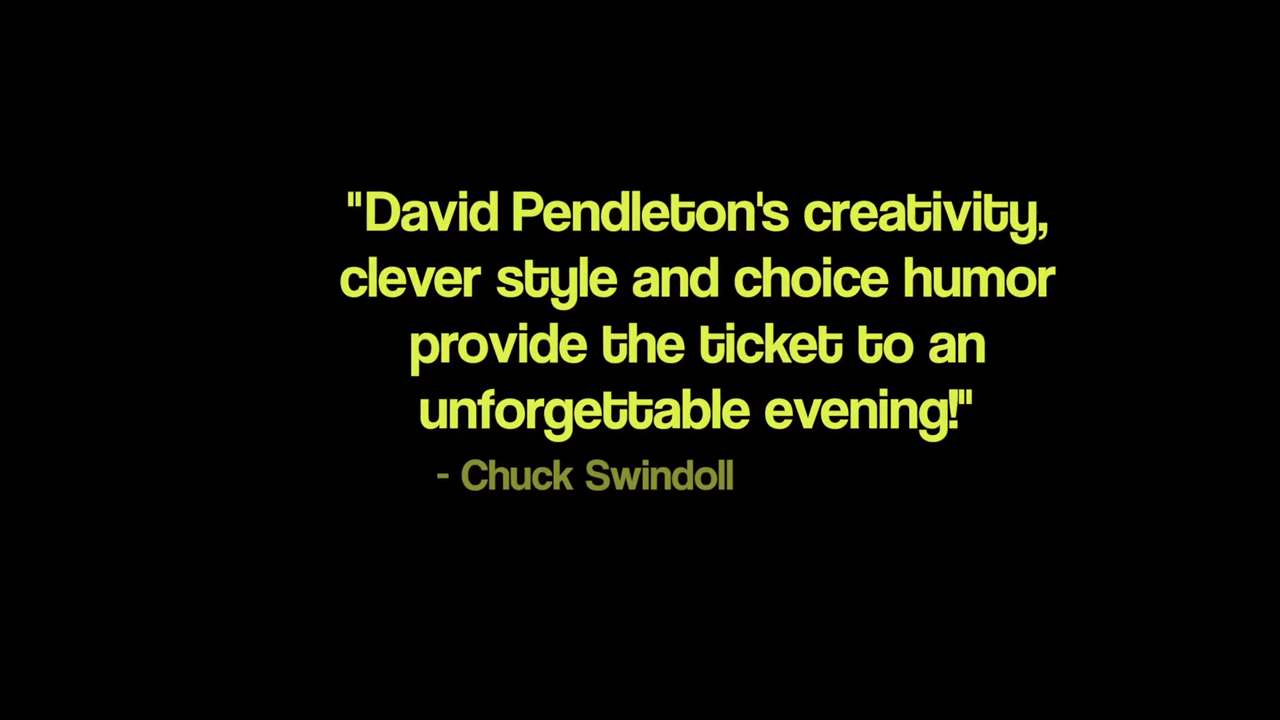 "David Pendleton's creativity,
clever style and choice humor
provide the ticket to an
unforgettable evening!"
- Chuck Swindoll